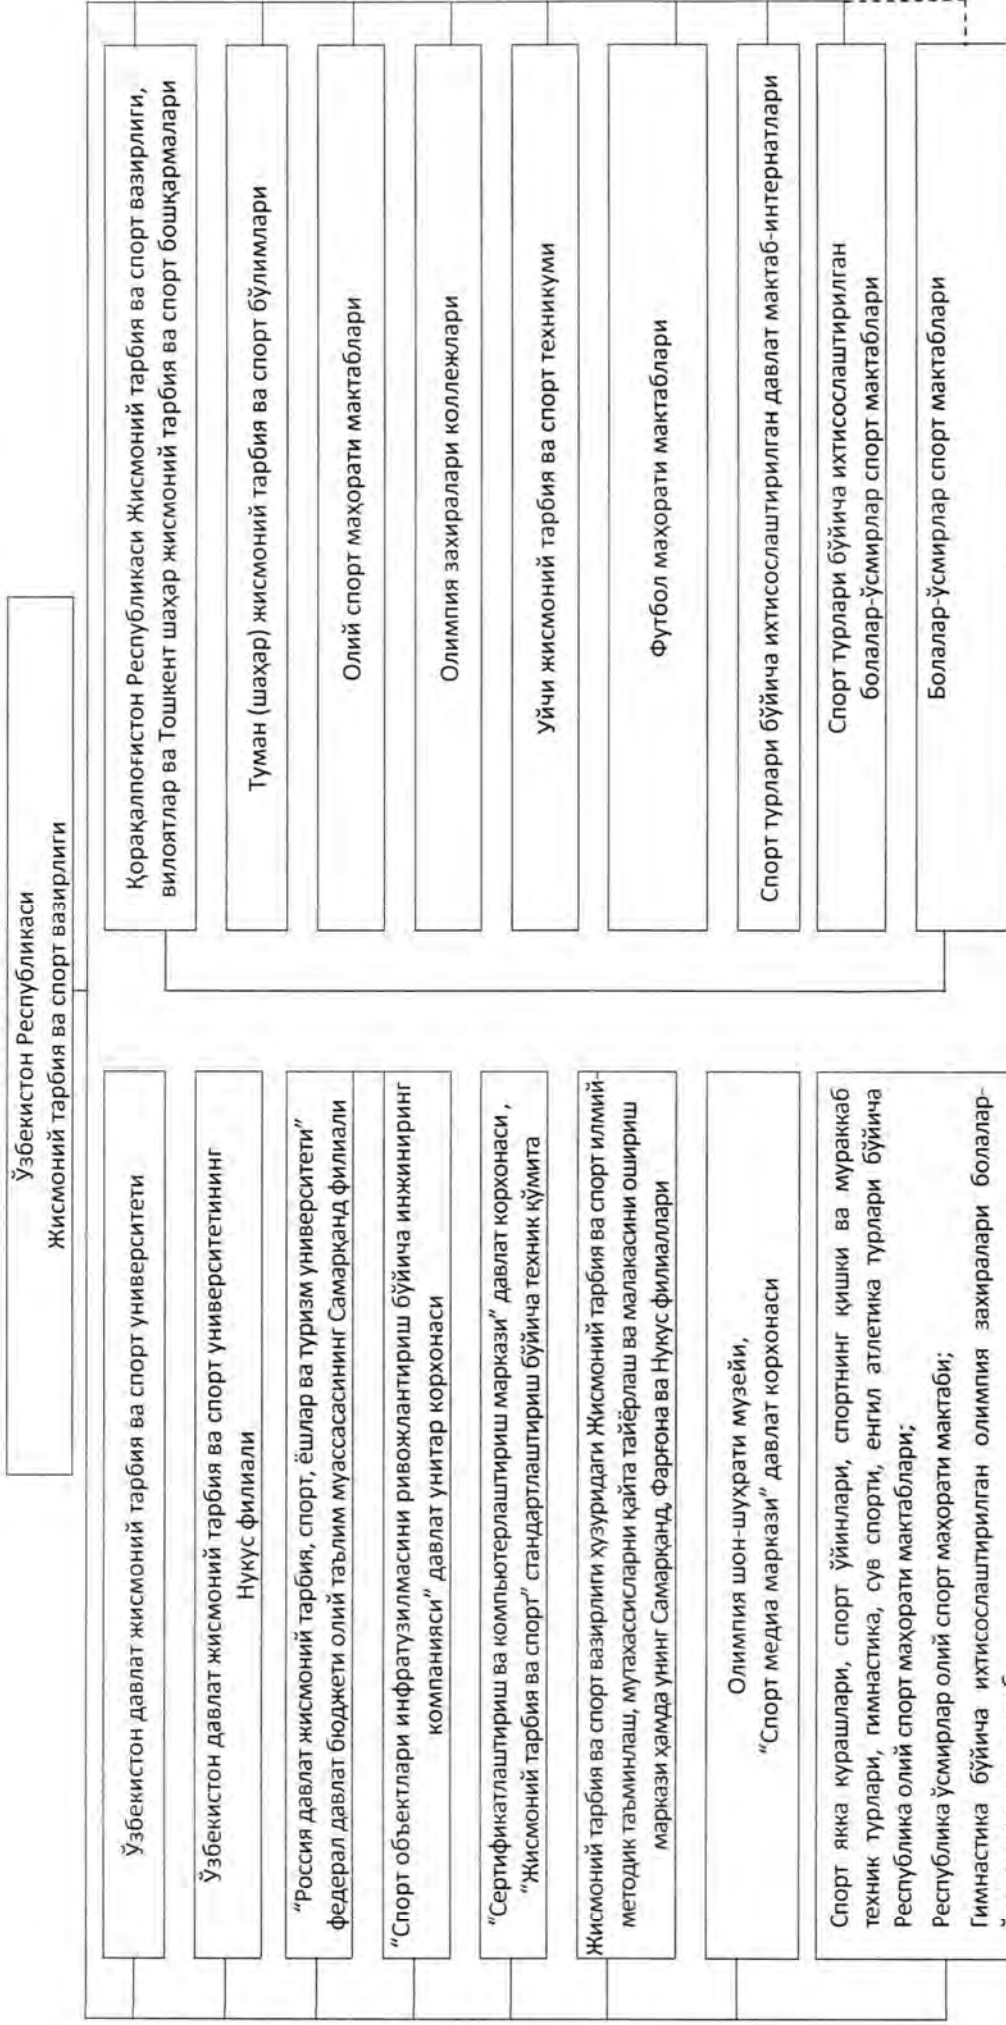 Ўзбекистон Республикаси
Жисмоний тарбия ва спорт вазирлиги
Ўзбекистон давлат жисмоний тарбия ва спорт университети
Ўзбекистон давлат жисмоний тарбия ва спорт университетининг
Нукус филиали
“Россия давлат жисмоний тарбия, спорт, ёшлар ва туризм университети”
федерал давлат бюджети олий таълим муассасасининг Самарқанд филиали
“Спорт объектлари инфратузилмасини ривожлантириш бўйича инжиниринг
компанияси” давлат унитар корхонаси
“Сертификатлаштириш ва компьютерлаштириш маркази” давлат корхонаси,
“Жисмоний тарбия ва спорт” стандартлаштириш бўйича техник қўмита
Жисмоний тарбия ва спорт вазирлиги ҳузуридаги Жисмоний тарбия ва спорт илмий-
методик таъминлаш, мутахассисларни қайта тайёрлаш ва малакасини ошириш
маркази ҳамда унинг Самарқанд, Фарғона ва Нукус филиаллари
Олимпия шон-шуҳрати музейи,
“Спорт медиа маркази” давлат корхонаси
Спорт якка курашлари, спорт ўйинлари, спортнинг қишки ва мураккаб
техник турлари, гимнастика, сув спорти, енгил атлетика турлари бўйича
Республика олий спорт маҳорати мактаблари;
Республика ўсмирлар олий спорт маҳорати мактаби;
Гимнастика бўйича ихтисослаштирилган олимпия захиралари болалар-
Қорақалпоғистон Республикаси Жисмоний тарбия ва спорт вазирлиги,
вилоятлар ва Тошкент шаҳар жисмоний тарбия ва спорт бошқармалари
Туман (шаҳар) жисмоний тарбия ва спорт бўлимлари
Олий спорт маҳорати мактаблари
Олимпия захиралари коллежлари
Уйчи жисмоний тарбия ва спорт техникуми
Футбол маҳорати мактаблари
Спорт турлари бўйича ихтисослаштирилган давлат мактаб-интернатлари
Спорт турлари бўйича ихтисослаштирилган
болалар-ўсмирлар спорт мактаблари
Болалар-ўсмирлар спорт мактаблари